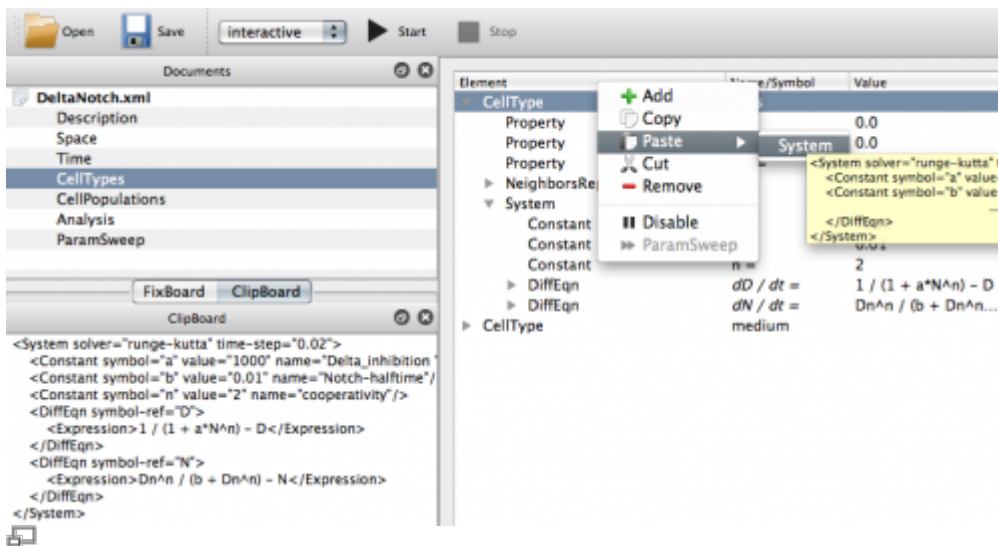 Open Save interactive Start Stop
Documents
DeltaNotch.xml
Description
Space
Time
CellTypes
CellPopulations
Analysis
ParamSweep
FixBoard ClipBoard
ClipBoard
<System solver="runge-kutta" time-step="0.02">
<Constant symbol="a" value="1000" name="Delta_inhibition
<Constant symbol="b" value="0.01" name="Notch-halftime"/
<Constant symbol="n" value="2" name="cooperativity"/>
<DiffEqn symbol-ref="D">
<Expression>1 / (1 + a*N^n) - D</Expression>
</DiffEqn>
<DiffEqn symbol-ref="N">
<Expression>Dn^n / (b + Dn^n) - N</Expression>
</DiffEqn>
</System>
Element Name/Symbol Value
CellType
Property 0.0
Property 0.0
Property
System
Constant
Constant 0.01
Constant n = 2
DiffEqn dD / dt = 1 / (1 + a*N^n) - D
DiffEqn dN / dt = Dn^n / (b + Dn^n...
CellType medium
Add
Copy
Paste
Cut
Remove
Disable
ParamSweep
System
<System solver="runge-kutta"
<Constant symbol="a" value
<Constant symbol="b" value
...
</DiffEqn>
</System>